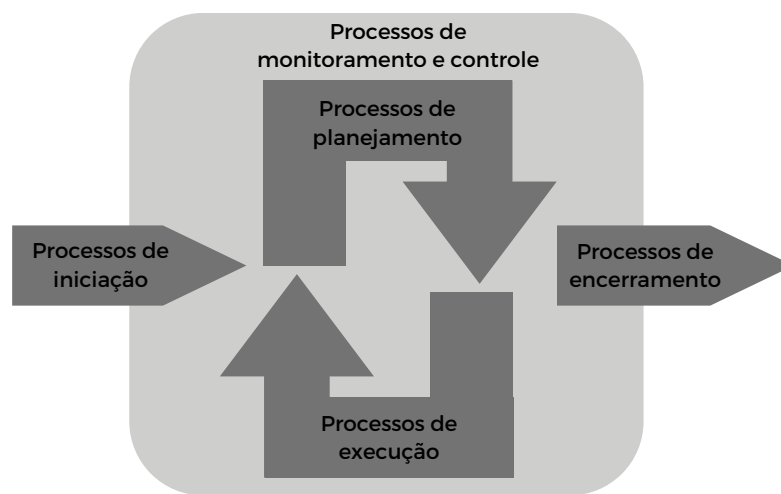 Processos de
monitoramento e controle
Processos de
planejamento
Processos de
iniciação
Processos de
encerramento
Processos de
execução